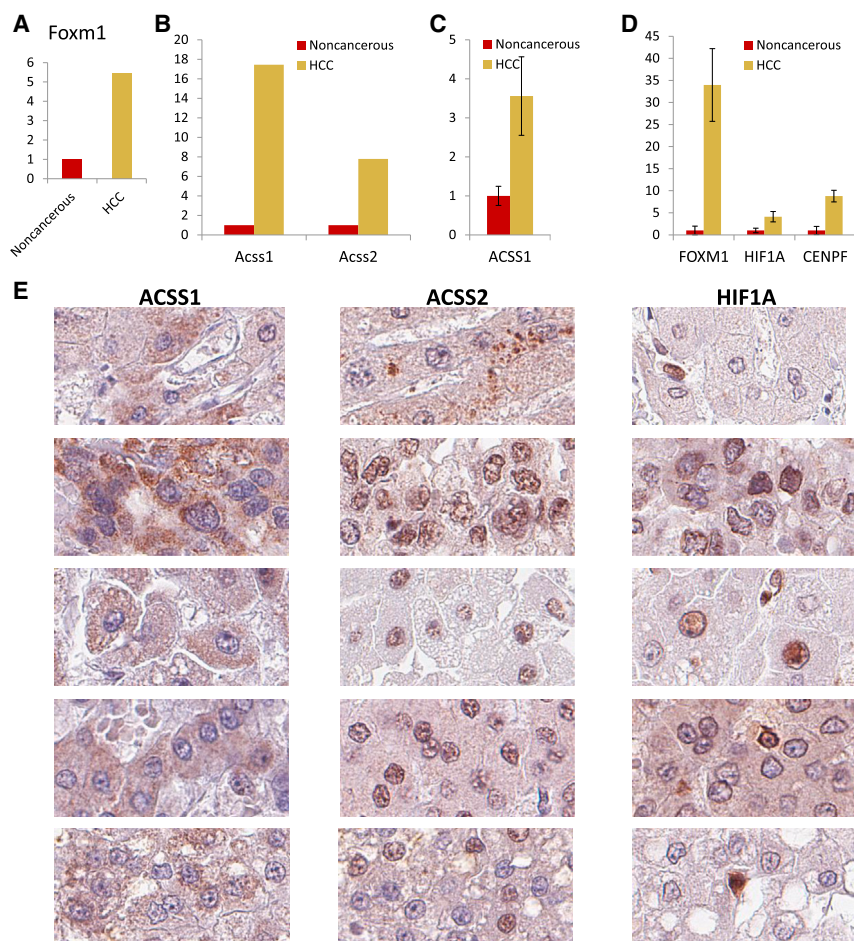 A
Foxm1
6
5
4
3
2
1
0
Noncancerous
HCC
B
20
18
16
14
12
10
8
6
4
2
0
Noncancerous
HCC
Acss1
Acss2
C
5
4
3
2
1
0
Noncancerous
HCC
ACSS1
D
45
40
35
30
25
20
15
10
5
0
Noncancerous
HCC
FOXM1
HIF1A
CENPF
E
ACSS1
ACSS2
HIF1A